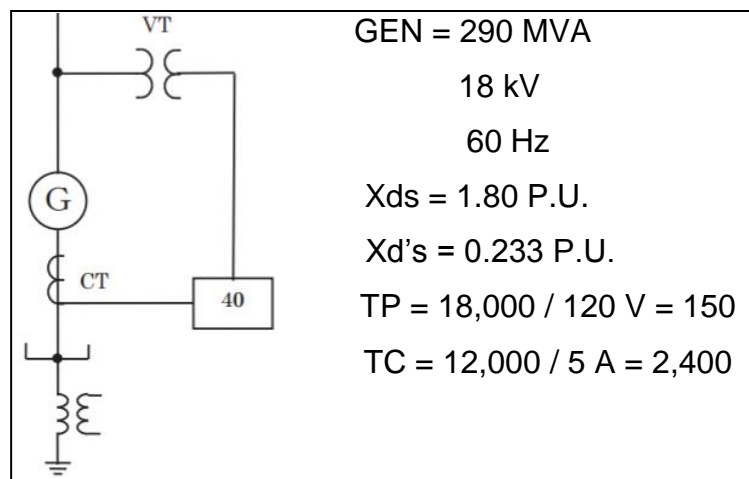 VT
G
CT
40
GEN = 290 MVA
18 kV
60 Hz
Xds = 1.80 P.U.
Xd’s = 0.233 P.U.
TP = 18,000 / 120 V = 150
TC = 12,000 / 5 A = 2,400